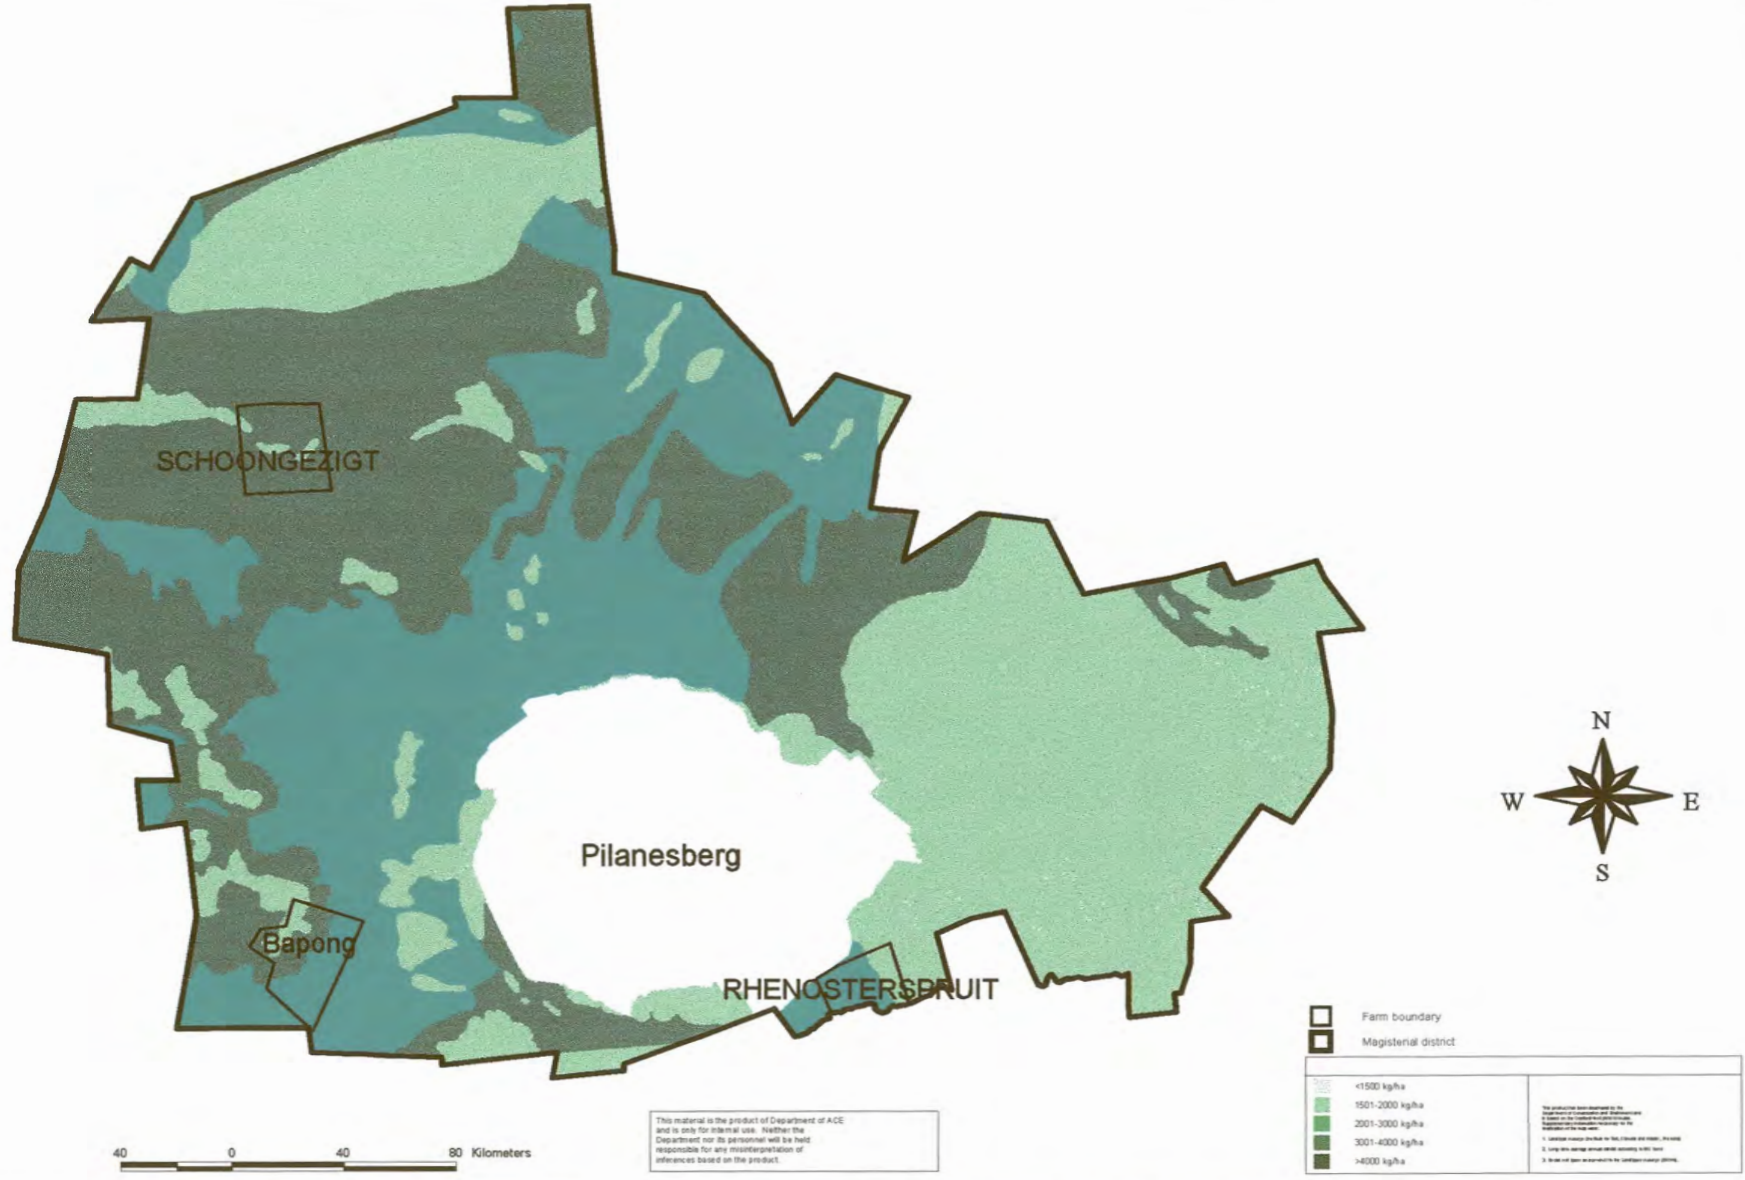 SCHOONGEZIGT
N
W
E
S
Pilanesberg
Bapong
RHENOSTERSPRUIT
Farm boundary
Magisterial district
<1500 kg/ha
1501-2000 kg/ha
2001-3000 kg/ha
3001-4000 kg/ha
>4000 kg/ha
This material is the product of Department of ACE
and is only for internal use. Neither the
Department nor its personnel will be held
responsible for any misinterpretation of
inferences based on the product.
40 0 40 80 Kilometers